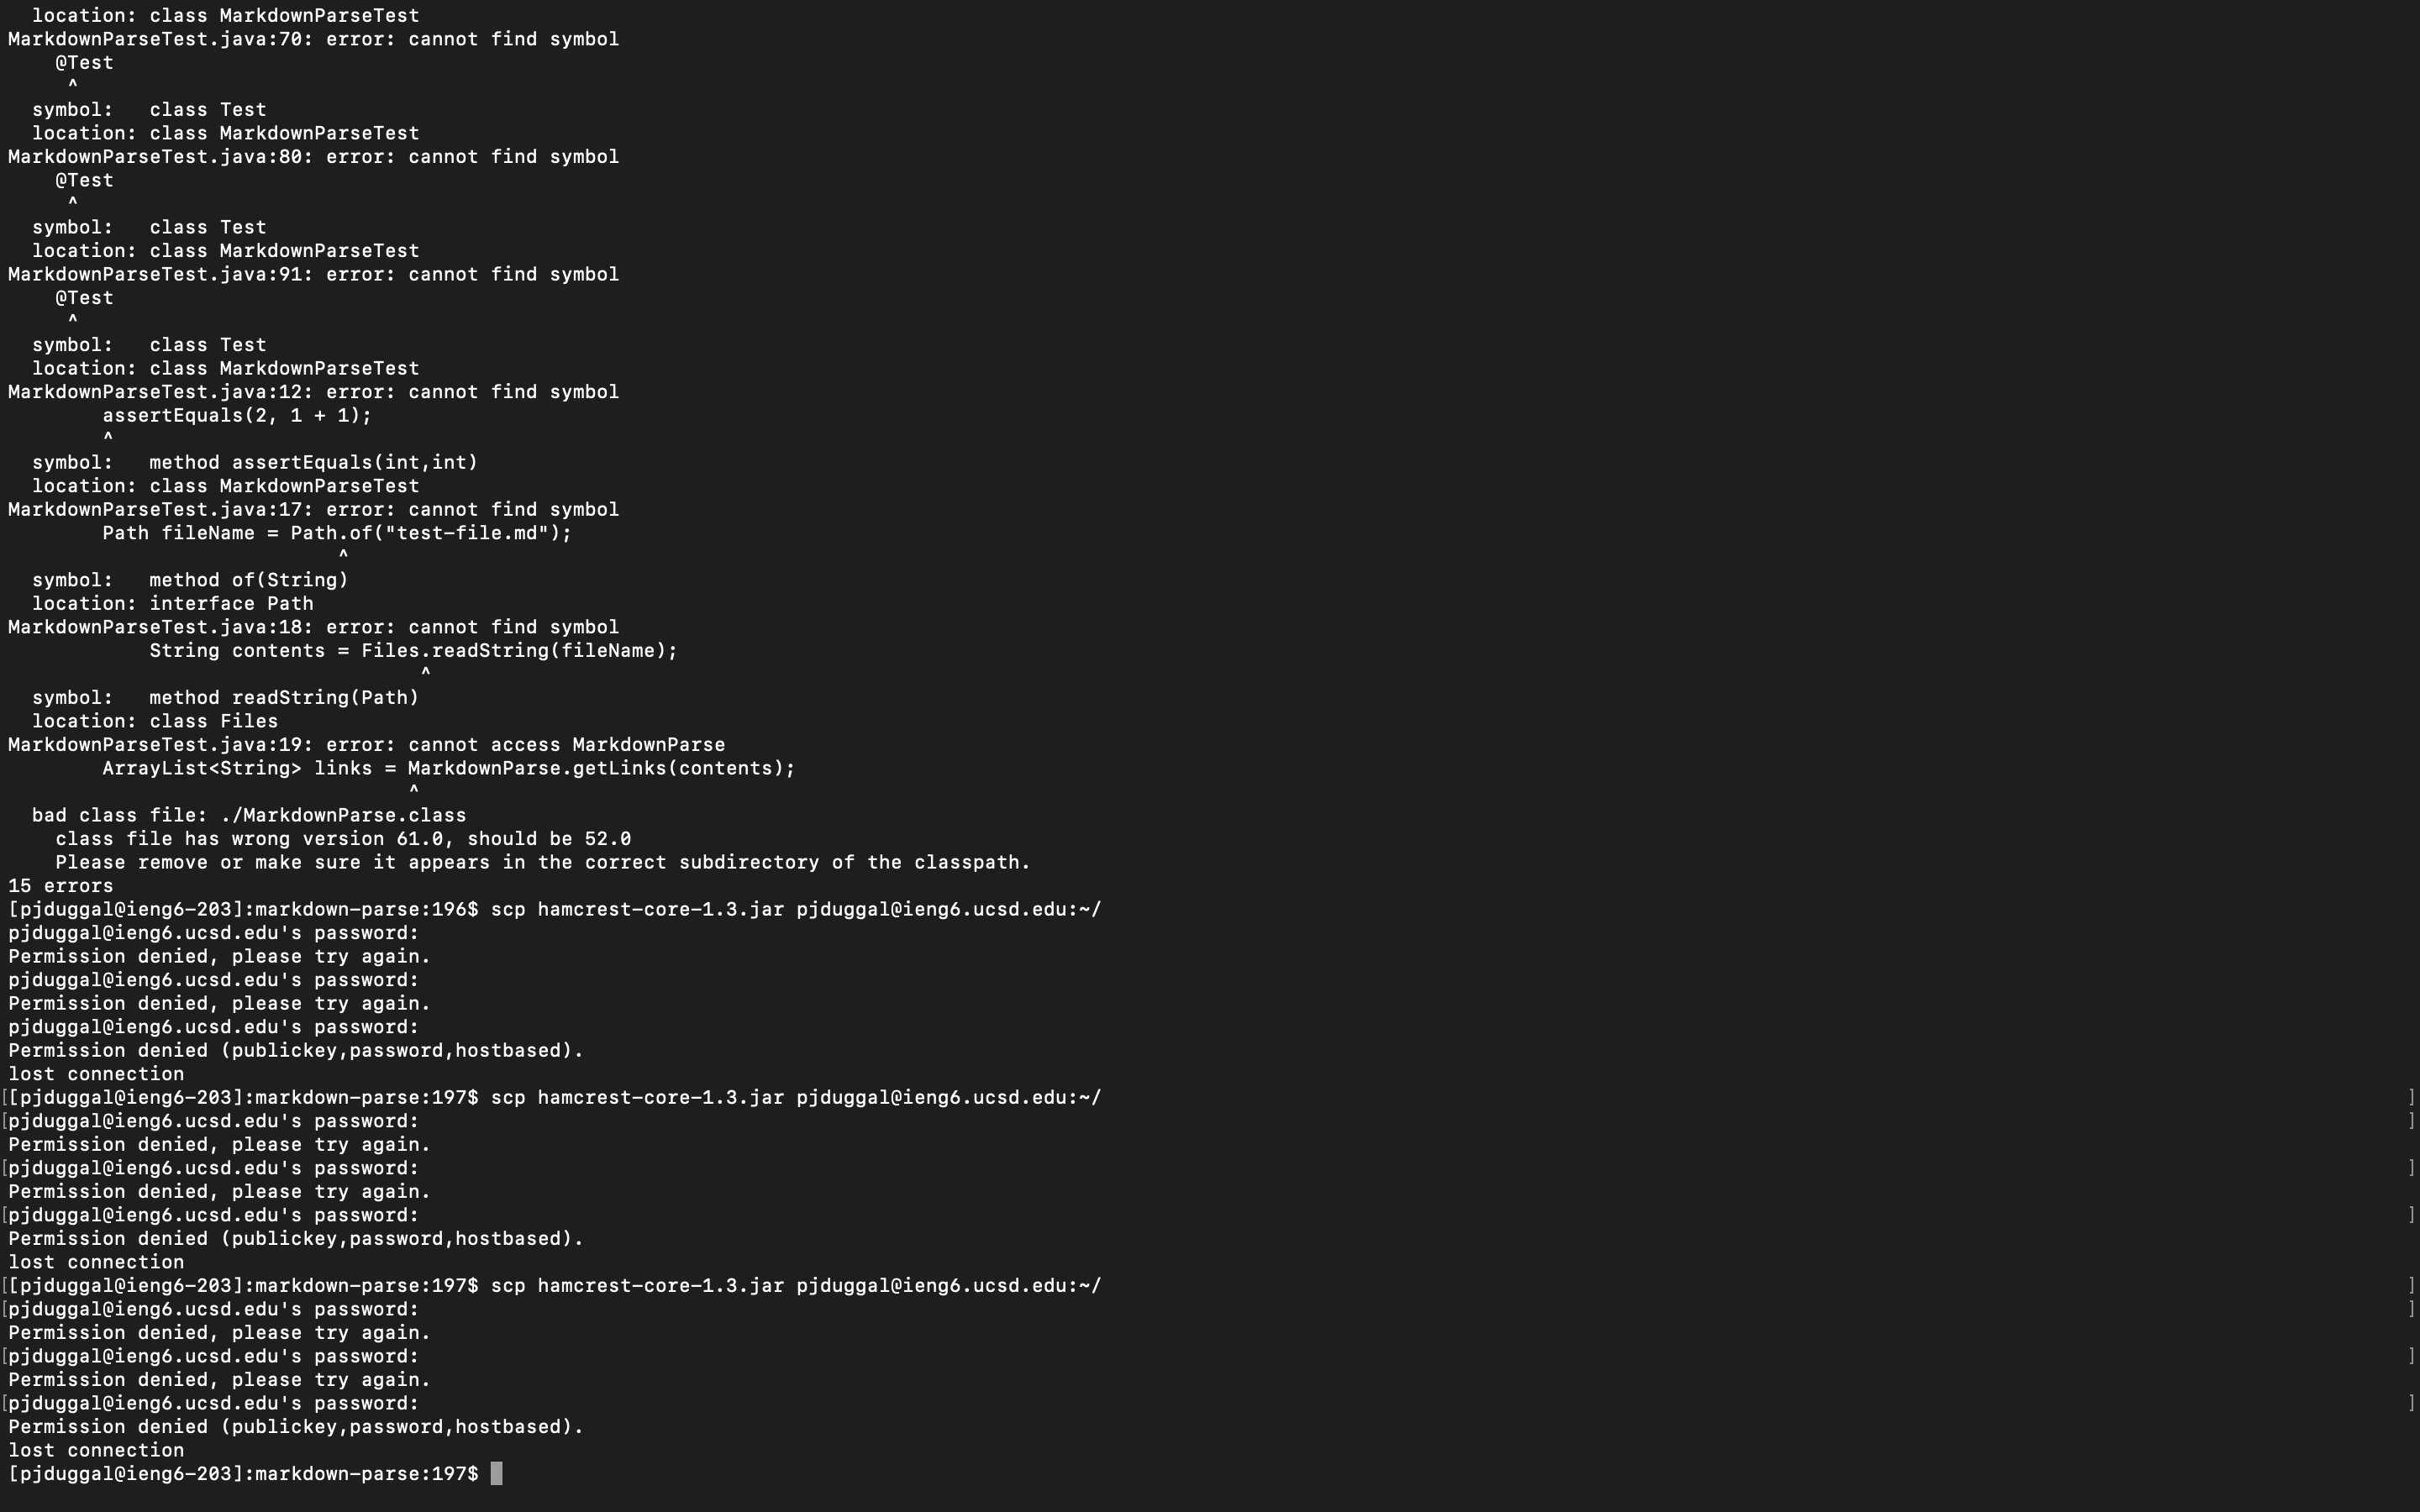 location: class MarkdownParseTest
MarkdownParseTest.java:70: error: cannot find symbol
    @Test
     ^
  symbol:   class Test
  location: class MarkdownParseTest
MarkdownParseTest.java:80: error: cannot find symbol
    @Test
     ^
  symbol:   class Test
  location: class MarkdownParseTest
MarkdownParseTest.java:91: error: cannot find symbol
    @Test
     ^
  symbol:   class Test
  location: class MarkdownParseTest
MarkdownParseTest.java:12: error: cannot find symbol
        assertEquals(2, 1 + 1);
        ^
  symbol:   method assertEquals(int,int)
  location: class MarkdownParseTest
MarkdownParseTest.java:17: error: cannot find symbol
        Path fileName = Path.of("test-file.md");
                            ^
  symbol:   method of(String)
  location: interface Path
MarkdownParseTest.java:18: error: cannot find symbol
            String contents = Files.readString(fileName);
                                   ^
  symbol:   method readString(Path)
  location: class Files
MarkdownParseTest.java:19: error: cannot access MarkdownParse
        ArrayList<String> links = MarkdownParse.getLinks(contents);
                                  ^
  bad class file: ./MarkdownParse.class
    class file has wrong version 61.0, should be 52.0
    Please remove or make sure it appears in the correct subdirectory of the classpath.
15 errors
[pjduggal@ieng6-203]:markdown-parse:196$ scp hamcrest-core-1.3.jar pjduggal@ieng6.ucsd.edu:~/
pjduggal@ieng6.ucsd.edu's password:
Permission denied, please try again.
pjduggal@ieng6.ucsd.edu's password:
Permission denied, please try again.
pjduggal@ieng6.ucsd.edu's password:
Permission denied (publickey,password,hostbased).
lost connection
[[pjduggal@ieng6-203]:markdown-parse:197$ scp hamcrest-core-1.3.jar pjduggal@ieng6.ucsd.edu:~/ ]
[pjduggal@ieng6.ucsd.edu's password: ]
Permission denied, please try again.
[pjduggal@ieng6.ucsd.edu's password: ]
Permission denied, please try again.
[pjduggal@ieng6.ucsd.edu's password: ]
Permission denied (publickey,password,hostbased).
lost connection
[[pjduggal@ieng6-203]:markdown-parse:197$ scp hamcrest-core-1.3.jar pjduggal@ieng6.ucsd.edu:~/ ]
[pjduggal@ieng6.ucsd.edu's password: ]
Permission denied, please try again.
[pjduggal@ieng6.ucsd.edu's password: ]
Permission denied, please try again.
[pjduggal@ieng6.ucsd.edu's password: ]
Permission denied (publickey,password,hostbased).
lost connection
[pjduggal@ieng6-203]:markdown-parse:197$